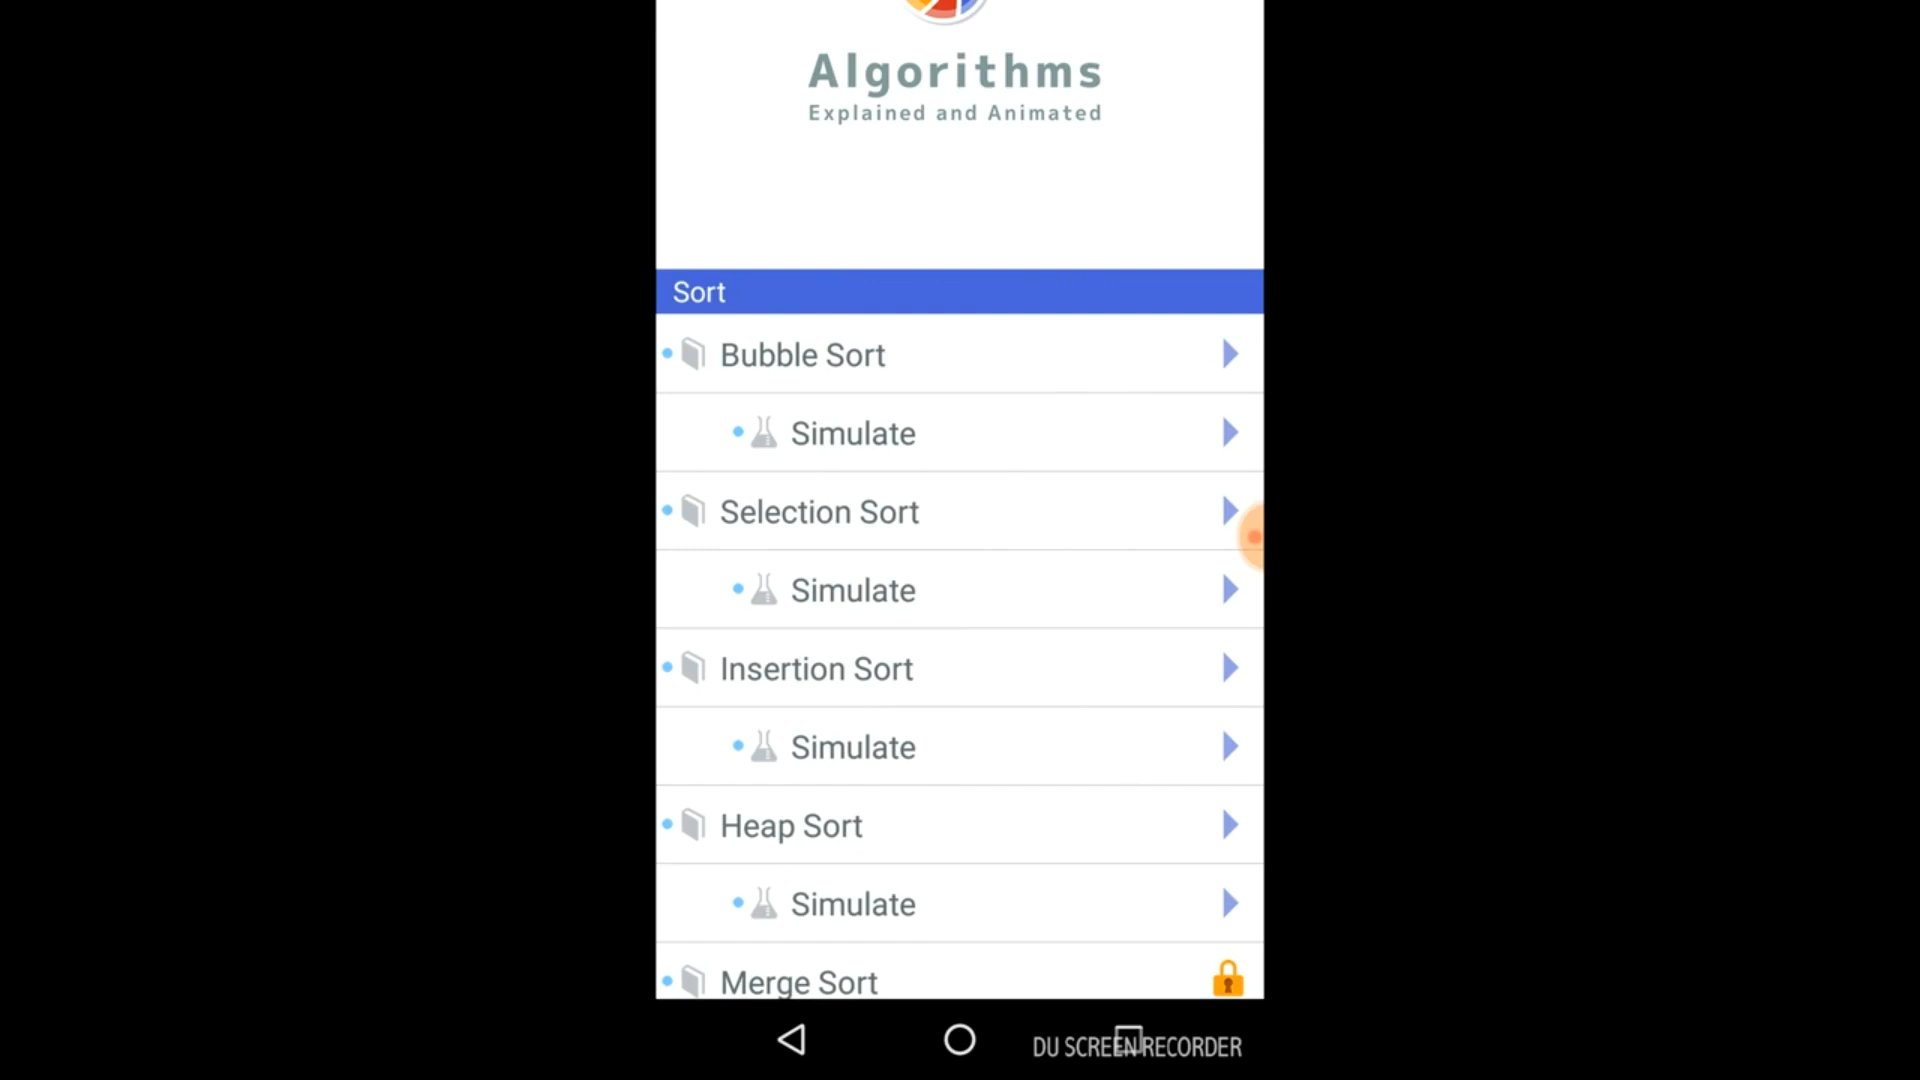 Algorithms
Explained and Animated
Sort
Bubble Sort
Simulate
Selection Sort
Simulate
Insertion Sort
Simulate
Heap Sort
Simulate
Merge Sort
DU SCREEN RECORDER